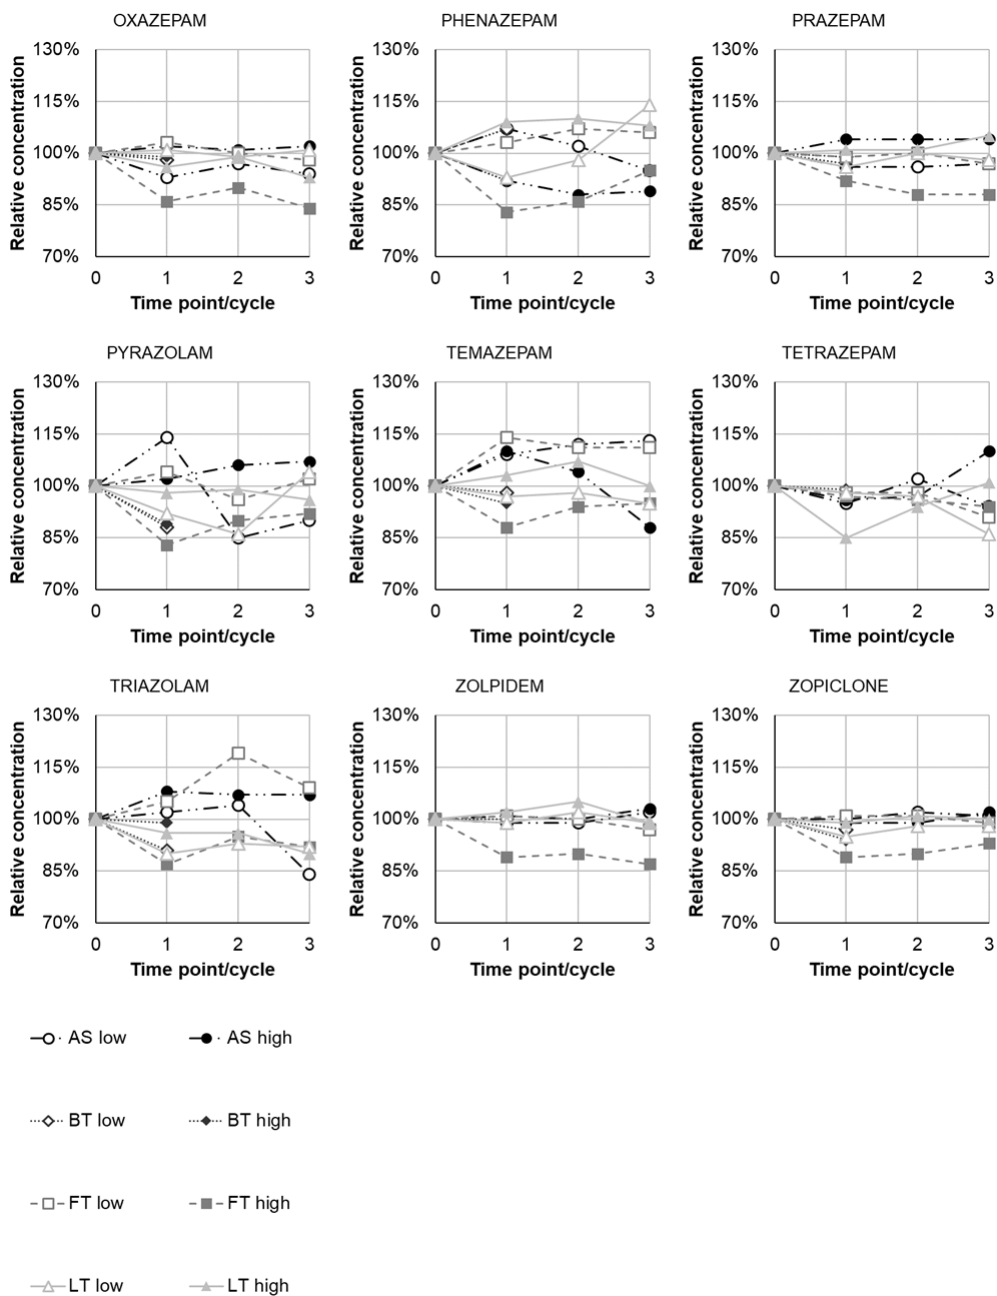 OXAZEPAM
PHENAZEPAM
PRAZEPAM
130%
115%
100%
85%
70%
Relative concentration
0 1 2 3
Time point/cycle
130%
115%
100%
85%
70%
Relative concentration
0 1 2 3
Time point/cycle
130%
115%
100%
85%
70%
Relative concentration
0 1 2 3
Time point/cycle
PYRAZOLAM
TEMAZEPAM
TETRAZEPAM
130%
115%
100%
85%
70%
Relative concentration
0 1 2 3
Time point/cycle
130%
115%
100%
85%
70%
Relative concentration
0 1 2 3
Time point/cycle
130%
115%
100%
85%
70%
Relative concentration
0 1 2 3
Time point/cycle
TRIAZOLAM
ZOLPIDEM
ZOPICLONE
130%
115%
100%
85%
70%
Relative concentration
0 1 2 3
Time point/cycle
130%
115%
100%
85%
70%
Relative concentration
0 1 2 3
Time point/cycle
130%
115%
100%
85%
70%
Relative concentration
0 1 2 3
Time point/cycle
AS low
AS high
BT low
BT high
FT low
FT high
LT low
LT high